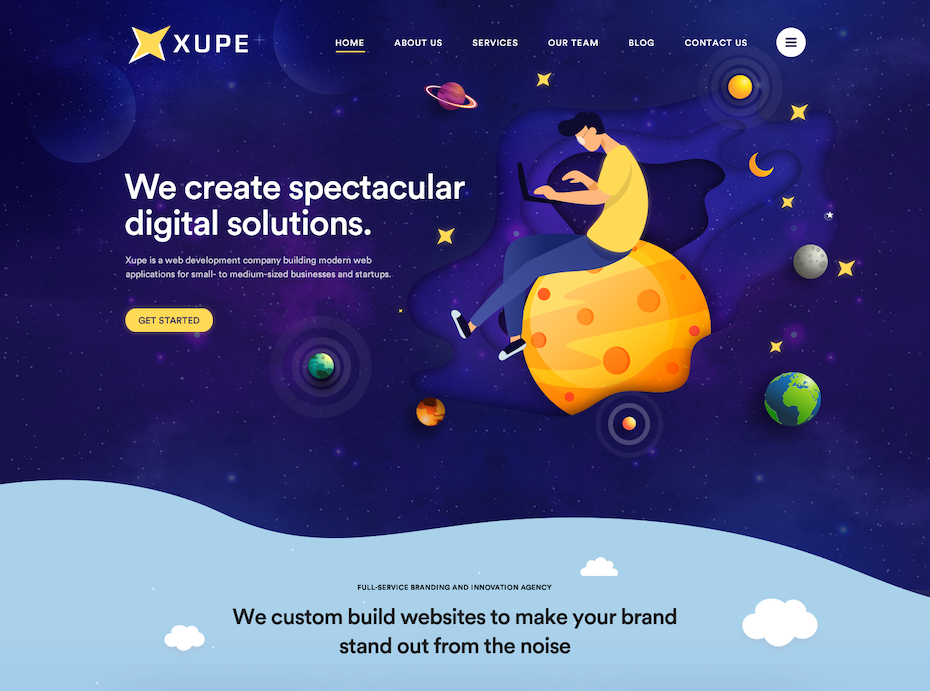 XUPE
HOME
ABOUT US
SERVICES
OUR TEAM
BLOG
CONTACT US
We create spectacular
digital solutions.
Xupe is a web development company building modern web
applications for small- to medium-sized businesses and startups.
GET STARTED
FULL-SERVICE BRANDING AND INNOVATION AGENCY
We custom build websites to make your brand
stand out from the noise